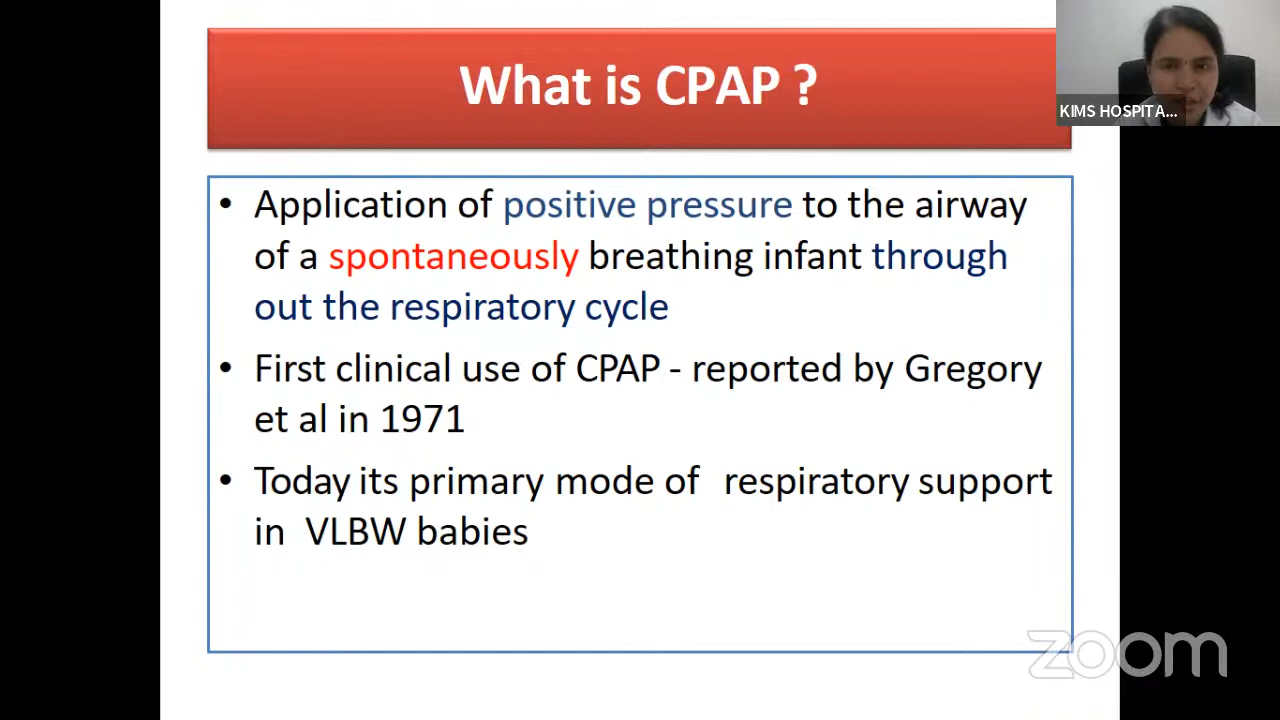 What is CPAP ?
KIMS HOSPITA...
• Application of positive pressure to the airway
of a spontaneously breathing infant through
out the respiratory cycle
• First clinical use of CPAP - reported by Gregory
et al in 1971
• Today its primary mode of respiratory support
in VLBW babies
zoom